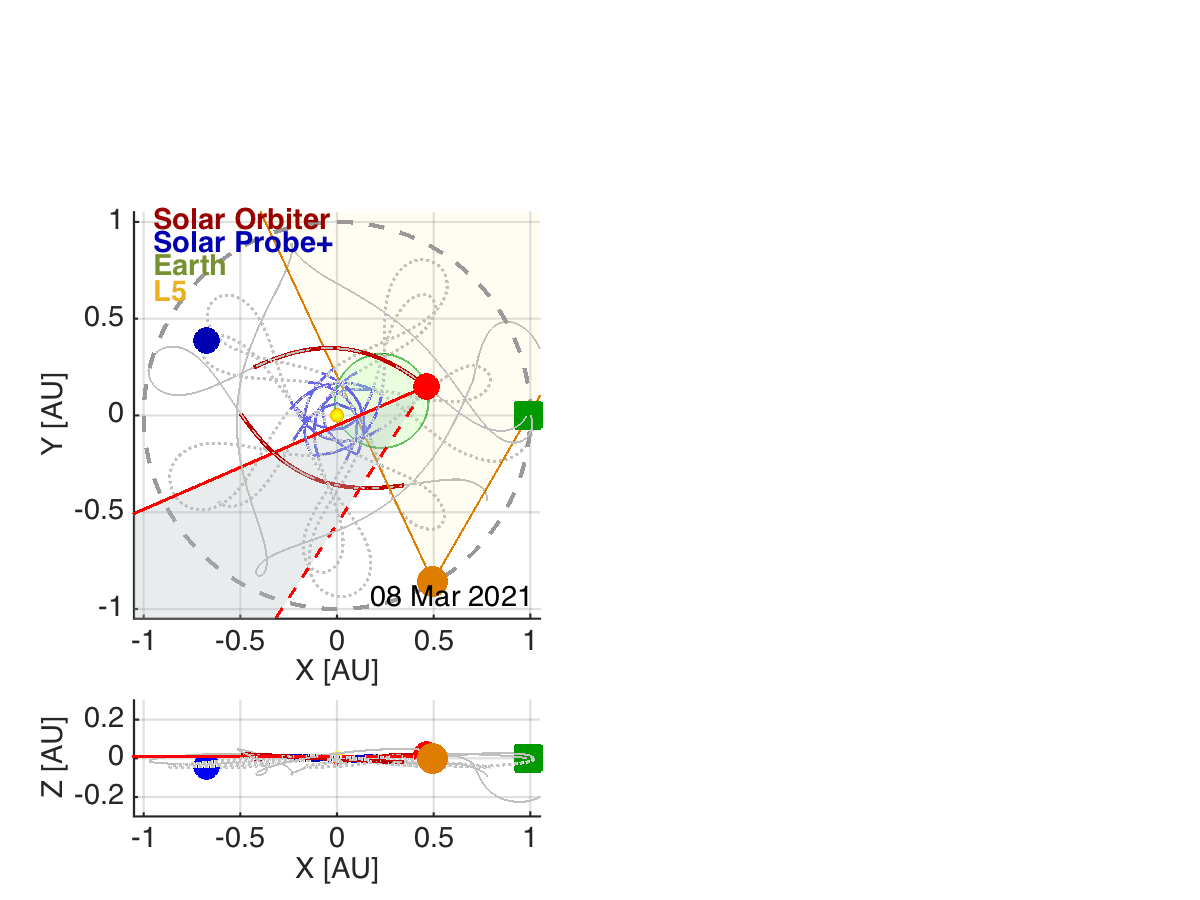 Solar Orbiter
Solar Probe+
Earth
L5
1
0.5
0
-0.5
-1
Y [AU]
08 Mar 2021
-1 -0.5 0 0.5 1
X [AU]
0.2
0
-0.2
Z [AU]
-1 -0.5 0 0.5 1
X [AU]